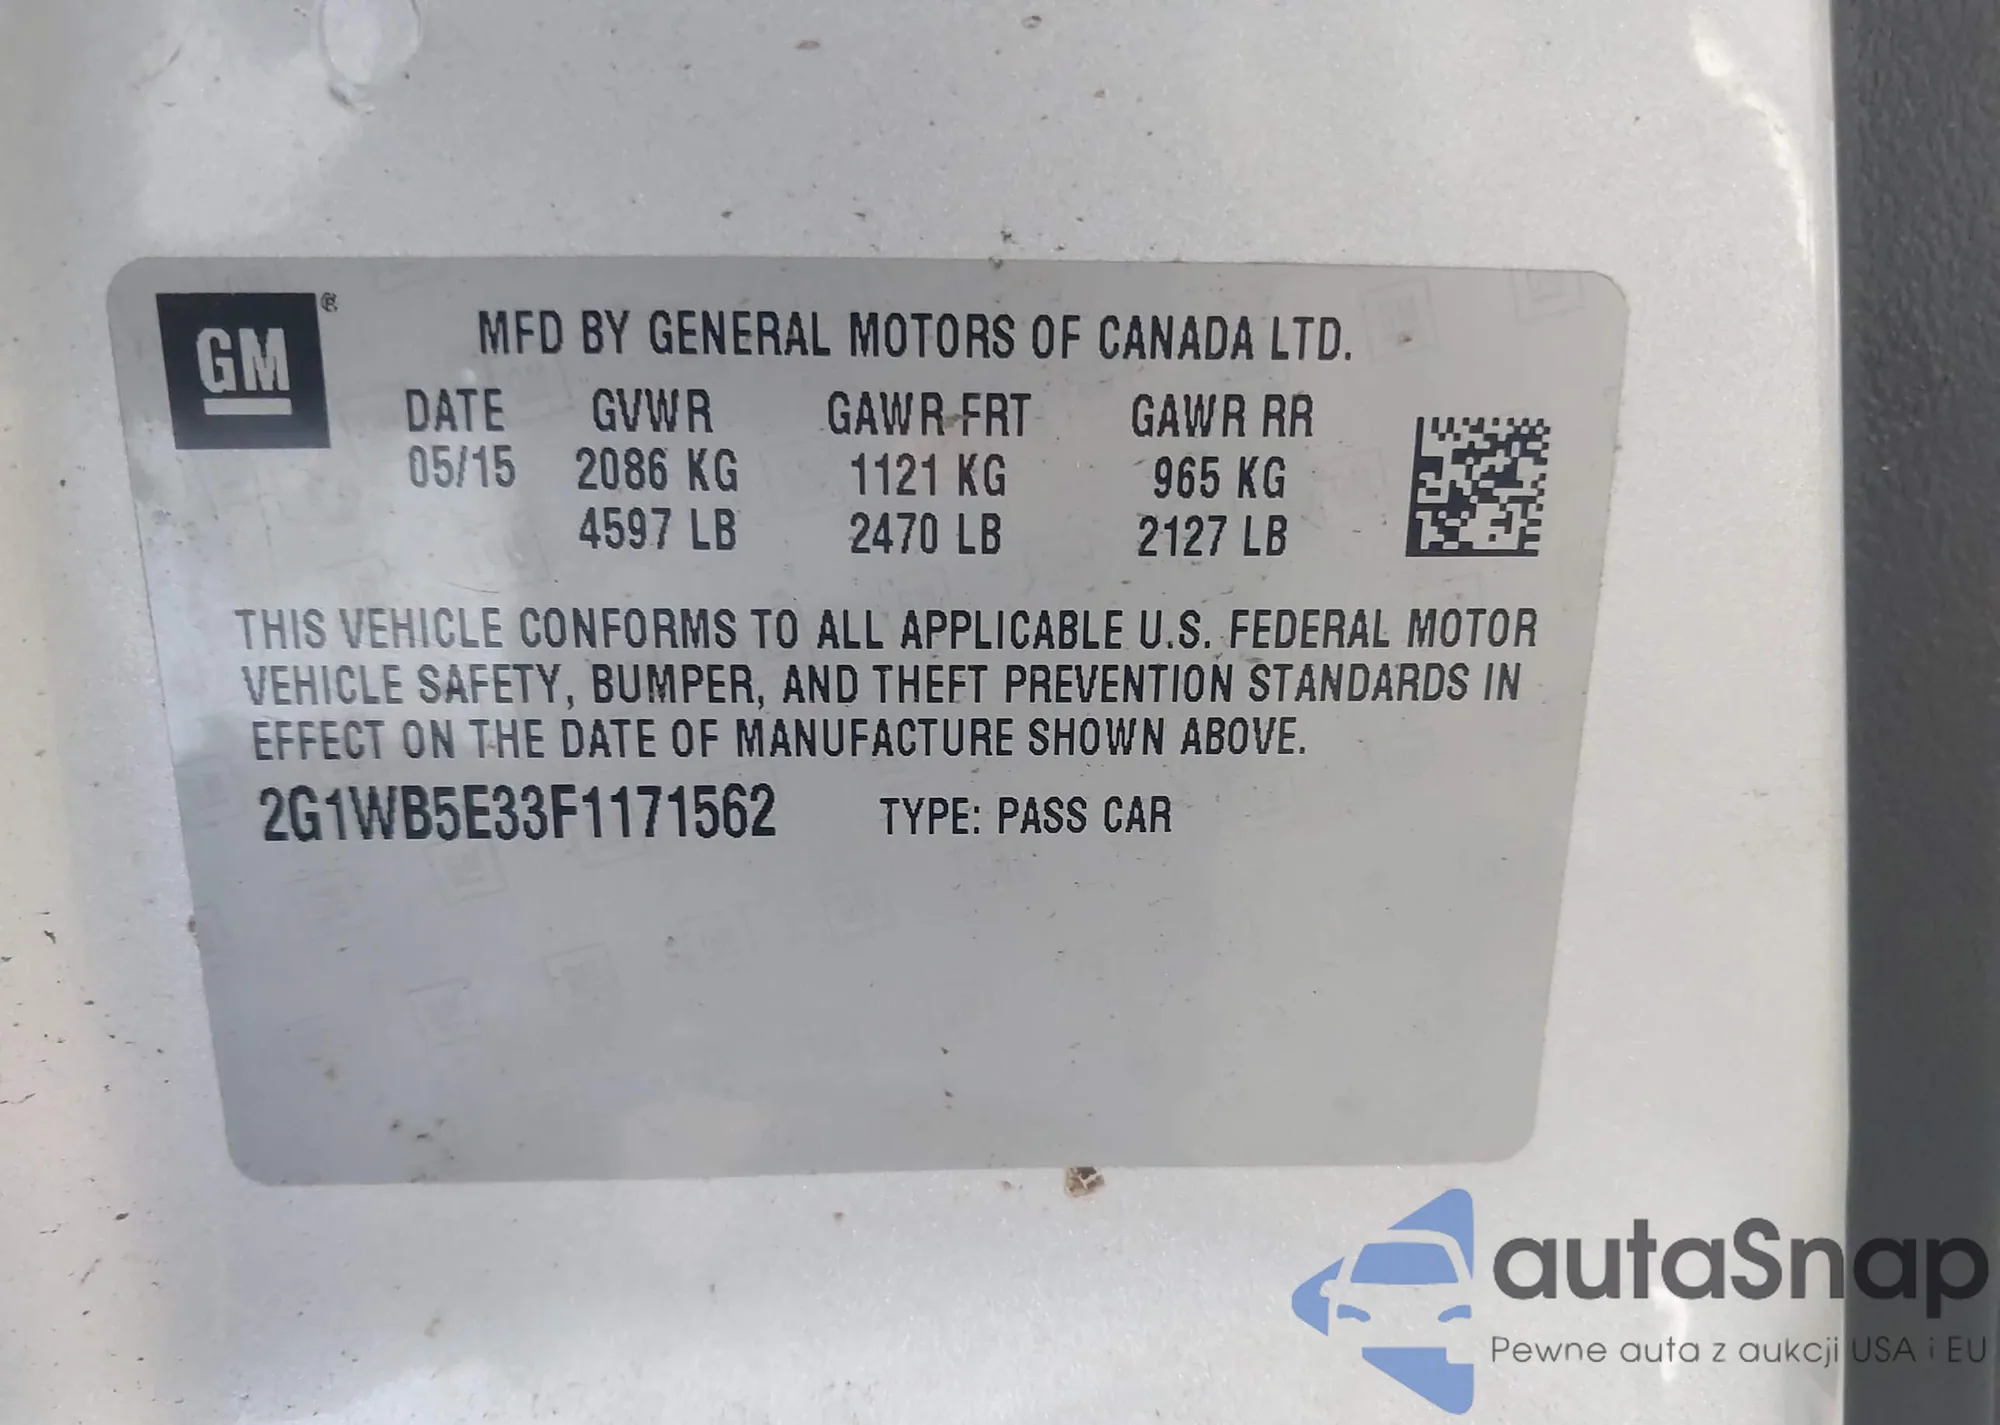 GM®
MFD BY GENERAL MOTORS OF CANADA LTD.
DATE GVWR GAWR FRT GAWR RR
05/15 2086 KG 1121 KG 965 KG
4597 LB 2470 LB 2127 LB
THIS VEHICLE CONFORMS TO ALL APPLICABLE U.S. FEDERAL MOTOR
VEHICLE SAFETY, BUMPER, AND THEFT PREVENTION STANDARDS IN
EFFECT ON THE DATE OF MANUFACTURE SHOWN ABOVE.
2G1WB5E33F1171562 TYPE: PASS CAR
autaSnap
Pewne auta z aukcji USA i EU